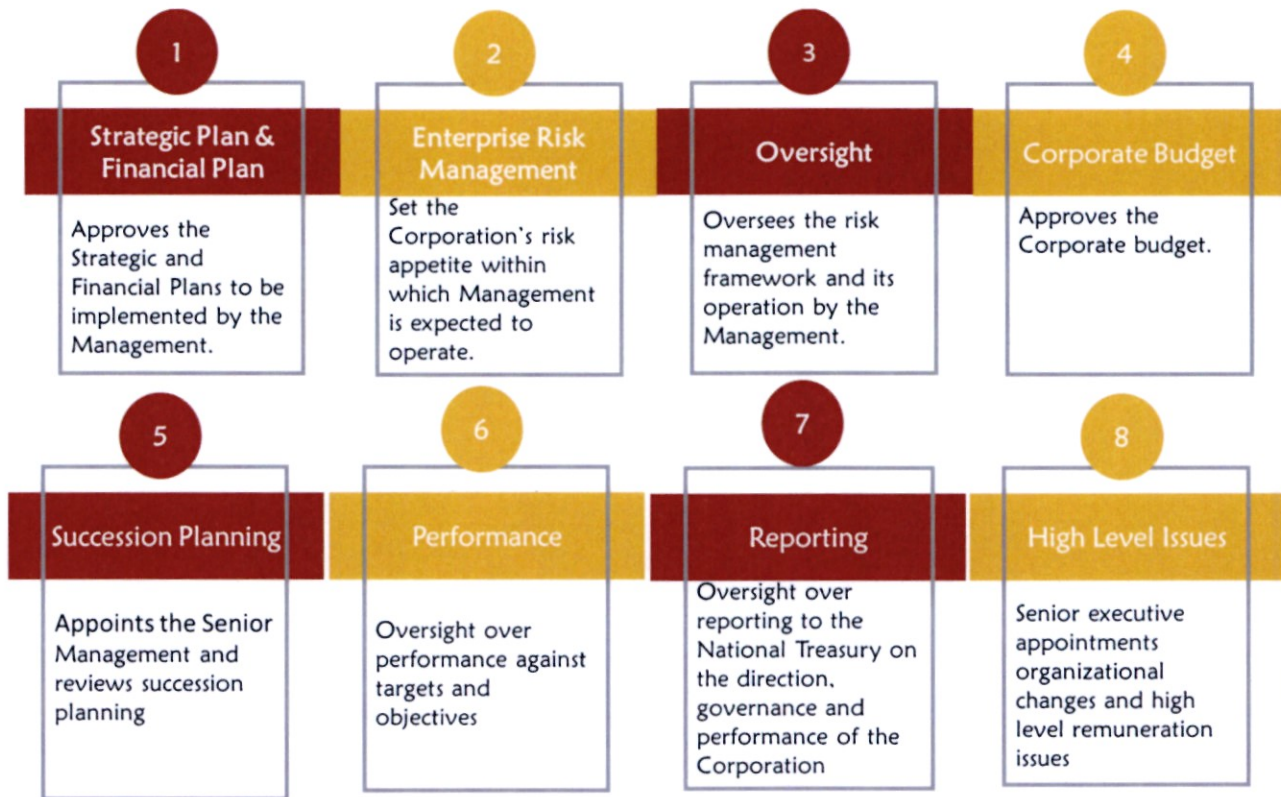 1
Strategic Plan &
Financial Plan
Approves the
Strategic and
Financial Plans to be
implemented by the
Management.
2
Enterprise Risk
Management
Set the
Corporation's risk
appetite within
which Management
is expected to
operate.
3
Oversight
Oversees the risk
management
framework and its
operation by the
Management.
4
Corporate Budget
Approves the
Corporate budget.
5
Succession Planning
Appoints the Senior
Management and
reviews succession
planning
6
Performance
Oversight over
performance against
targets and
objectives
7
Reporting
Oversight over
reporting to the
National Treasury on
the direction,
governance and
performance of the
Corporation
8
High Level Issues
Senior executive
appointments
organizational
changes and high
level remuneration
issues